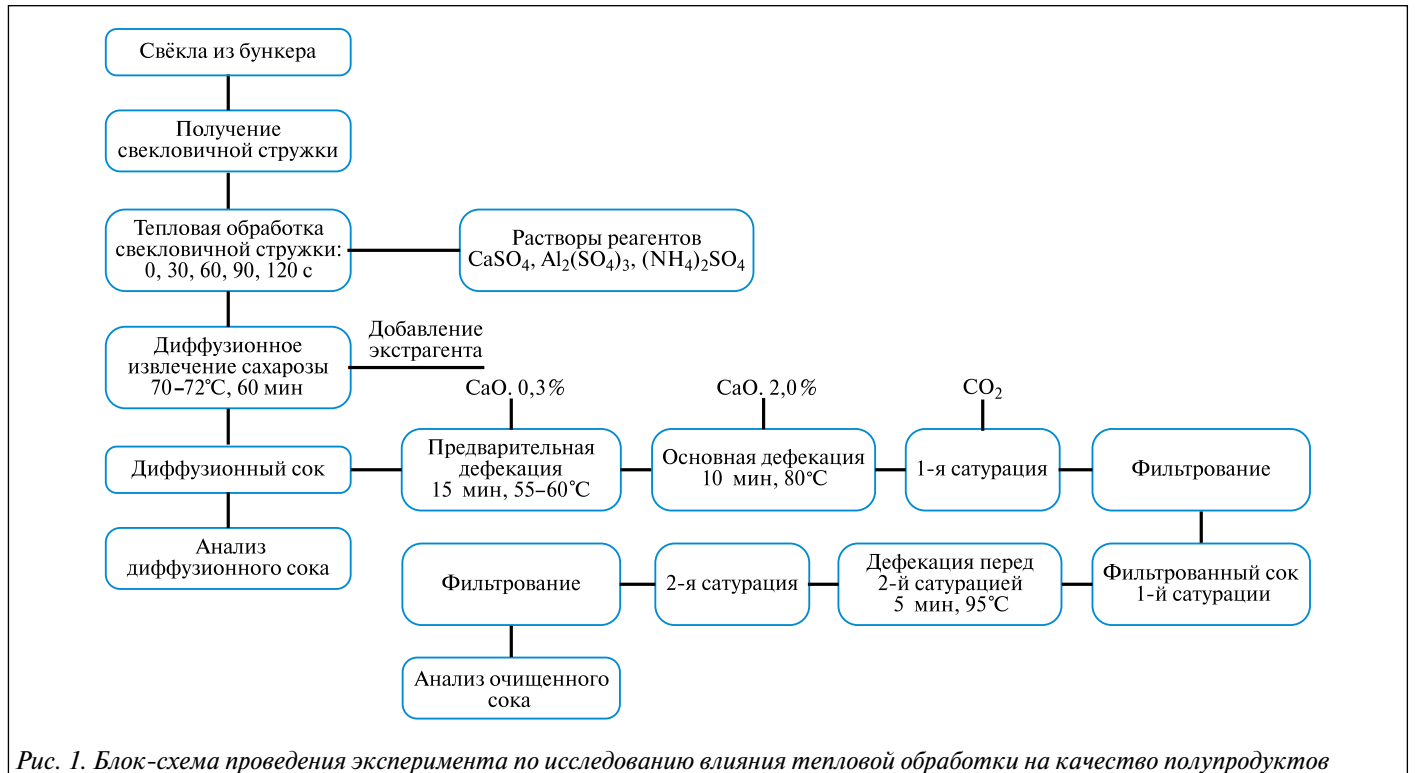 Свёкла из бункера
Получение
свекловичной стружки
Тепловая обработка
свекловичной стружки:
0, 30, 60, 90, 120 с
Растворы реагентов
CaSO₄, Al₂(SO₄)₃, (NH₄)₂SO₄
Диффузионное
извлечение сахарозы
70–72°С, 60 мин
Добавление
экстрагента
CaO. 0,3%
CaO. 2,0%
CO₂
Диффузионный сок
Предварительная
дефекация
15 мин, 55–60°С
Основная дефекация
10 мин, 80°С
1-я сатурация
Фильтрование
Анализ
диффузионного сока
Фильтрование
2-я сатурация
Дефекация перед
2-й сатурацией
5 мин, 95°С
Фильтрованный сок
1-й сатурации
Анализ очищенного
сока
Рис. 1. Блок-схема проведения эксперимента по исследованию влияния тепловой обработки на качество полупродуктов